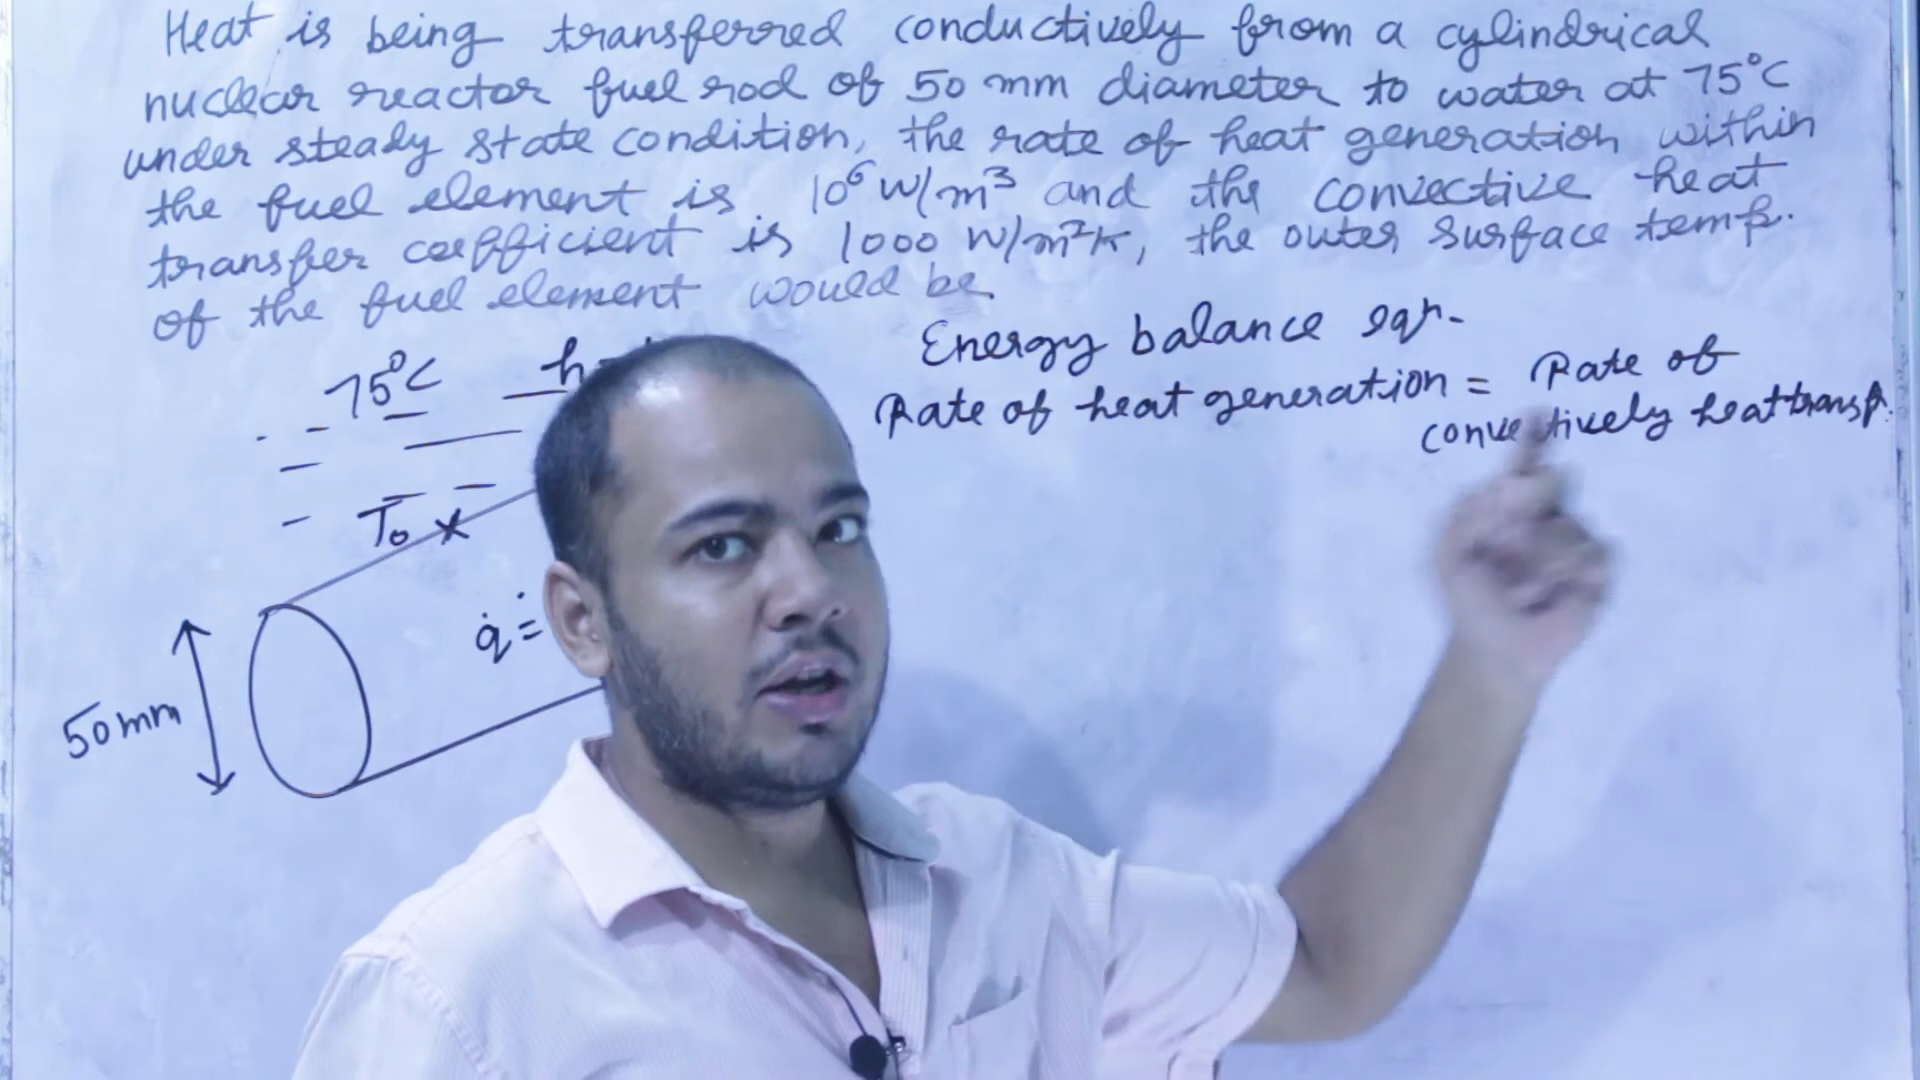 Heat is being transferred conductively from a cylindrical
nuclear reactor fuel rod of 50 mm diameter to water at 75°C
under steady state condition, the rate of heat generation within
the fuel element is 10⁶ W/m³ and the convective heat
transfer coefficient is 1000 W/m²K, the outer surface temp.
of the fuel element would be
Energy balance eqn.
Rate of heat generation = Rate of
convectively heat transf.
75°C h
To
q̇ =
50mm